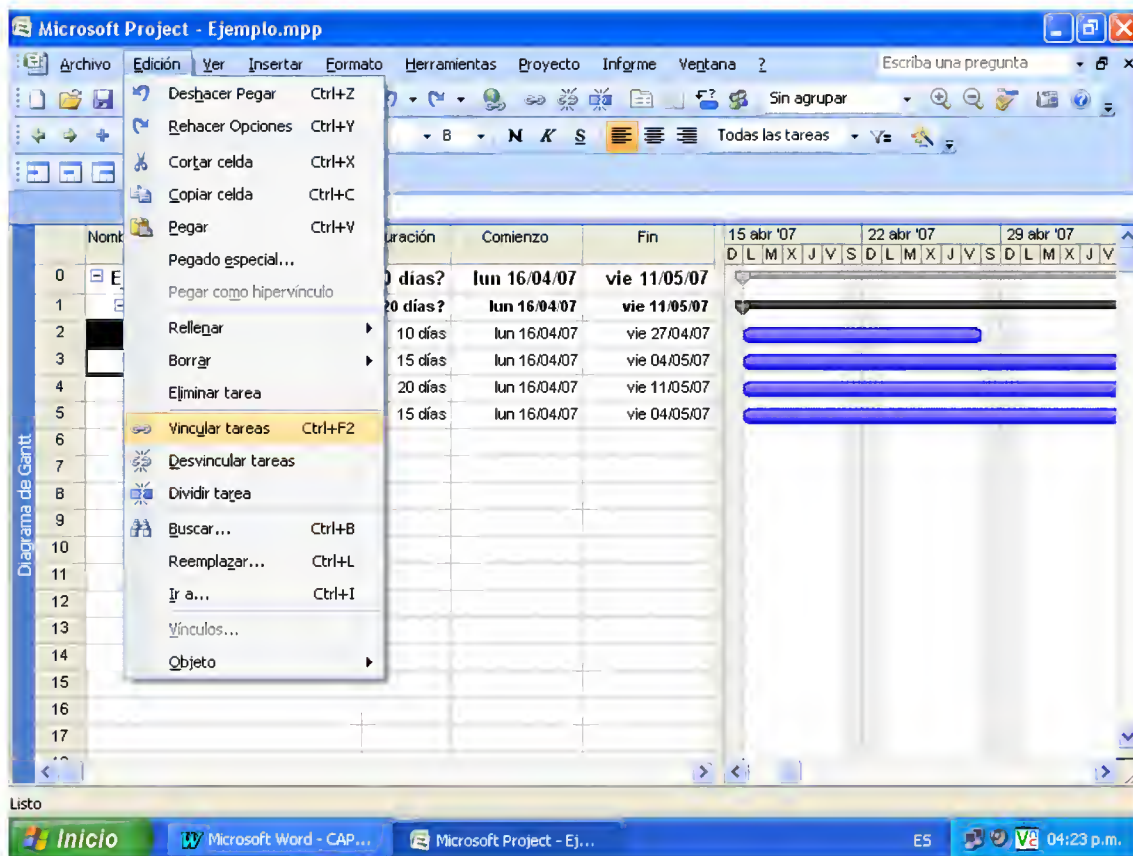 Microsoft Project - Ejemplo.mpp
Archivo Edición Ver Insertar Formato Herramientas Proyecto Informe Ventana ? Escriba una pregunta
Sin agrupar
8 N K S Todas las tareas
Deshacer Pegar Ctrl+Z
Rehacer Opciones Ctrl+Y
Cortar celda Ctrl+X
Copiar celda Ctrl+C
Pegar Ctrl+V
Pegado especial...
Pegar como hipervínculo
Rellenar
Borrar
Eliminar tarea
Vincular tareas Ctrl+F2
Desvincular tareas
Dividir tarea
Buscar... Ctrl+B
Reemplazar... Ctrl+L
Ir a... Ctrl+I
Vínculos...
Objeto
Comienzo Fin 15 abr '07 22 abr '07 29 abr '07
D L M X J V S D L M X J V S D L M X J V
0 días? lun 16/04/07 vie 11/05/07
1 20 días? lun 16/04/07 vie 11/05/07
2 10 días lun 16/04/07 vie 27/04/07
3 15 días lun 16/04/07 vie 04/05/07
4 20 días lun 16/04/07 vie 11/05/07
5 15 días lun 16/04/07 vie 04/05/07
6
7
8
9
10
11
12
13
14
15
16
17
Diagrama de Gantt
Listo
Inicio Microsoft Word - CAP... Microsoft Project - Ej... ES 04:23 p.m.